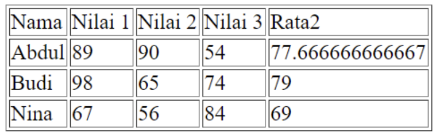 Nama Nilai 1 Nilai 2 Nilai 3 Rata2
Abdul 89 90 54 77.666666666667
Budi 98 65 74 79
Nina 67 56 84 69